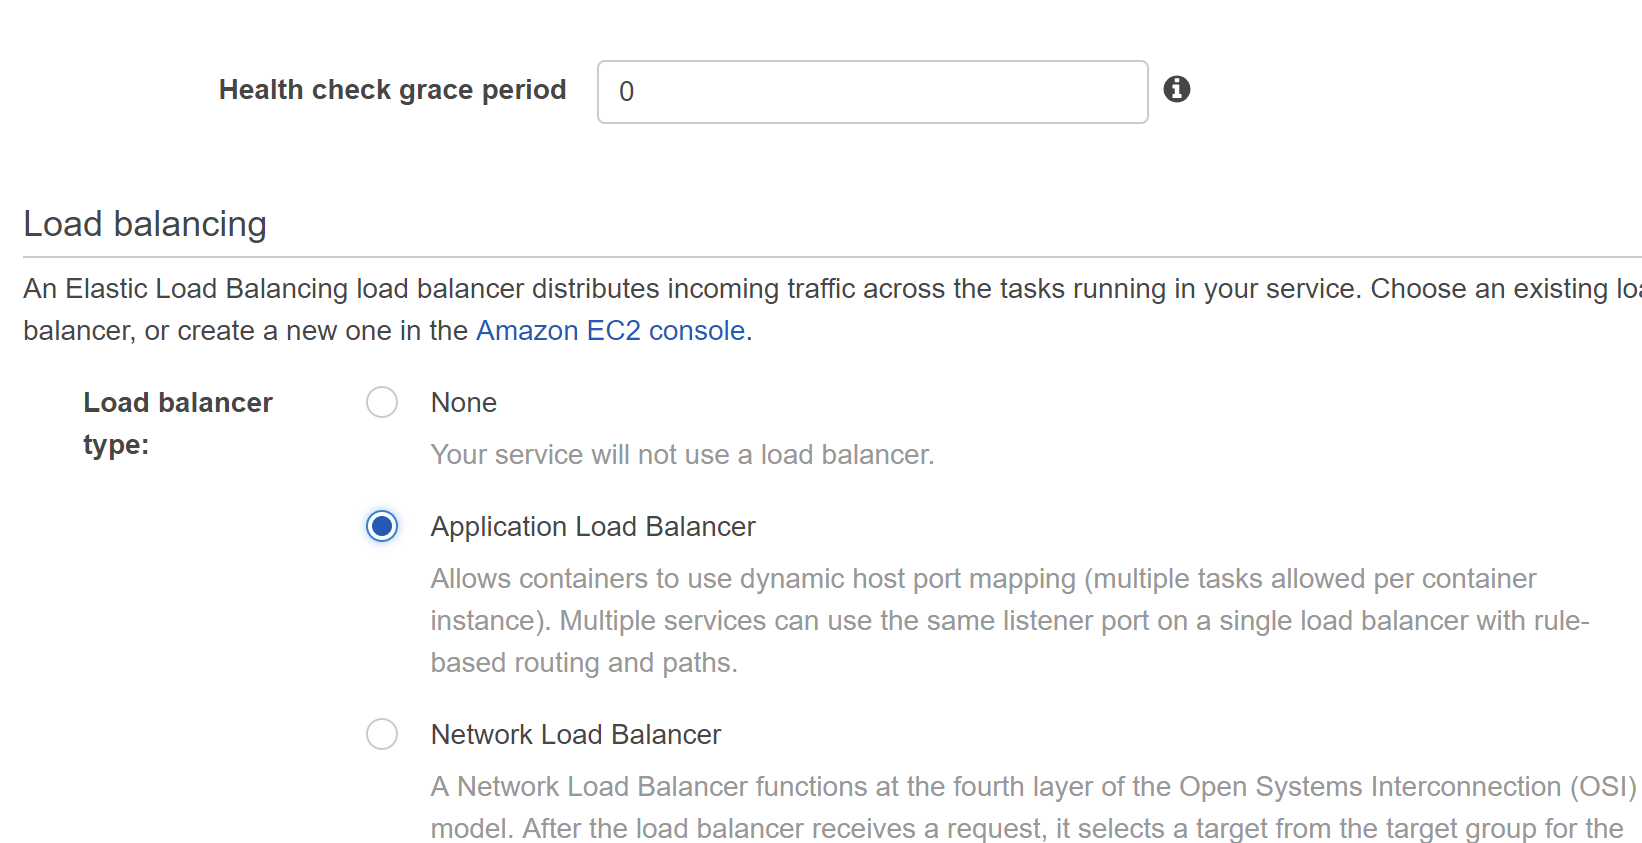 Health check grace period 0
Load balancing
An Elastic Load Balancing load balancer distributes incoming traffic across the tasks running in your service. Choose an existing
balancer, or create a new one in the Amazon EC2 console.
Load balancer type:
None
Your service will not use a load balancer.
Application Load Balancer
Allows containers to use dynamic host port mapping (multiple tasks allowed per container
instance). Multiple services can use the same listener port on a single load balancer with rule-
based routing and paths.
Network Load Balancer
A Network Load Balancer functions at the fourth layer of the Open Systems Interconnection (OSI)
model. After the load balancer receives a request, it selects a target from the target group for the